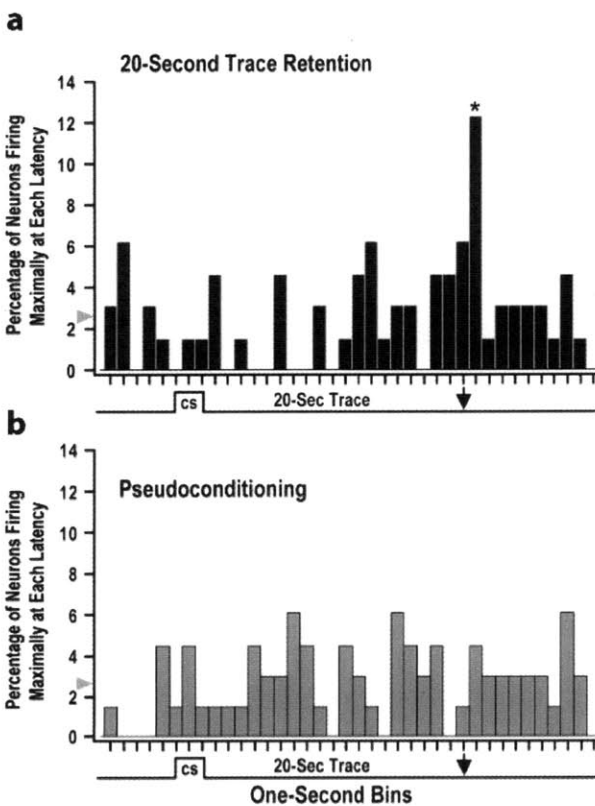 a
20-Second Trace Retention
Percentage of Neurons Firing
Maximally at Each Latency
14
12
10
8
6
4
2
0
*
CS
20-Sec Trace
b
Pseudoconditioning
Percentage of Neurons Firing
Maximally at Each Latency
14
12
10
8
6
4
2
0
CS
20-Sec Trace
One-Second Bins